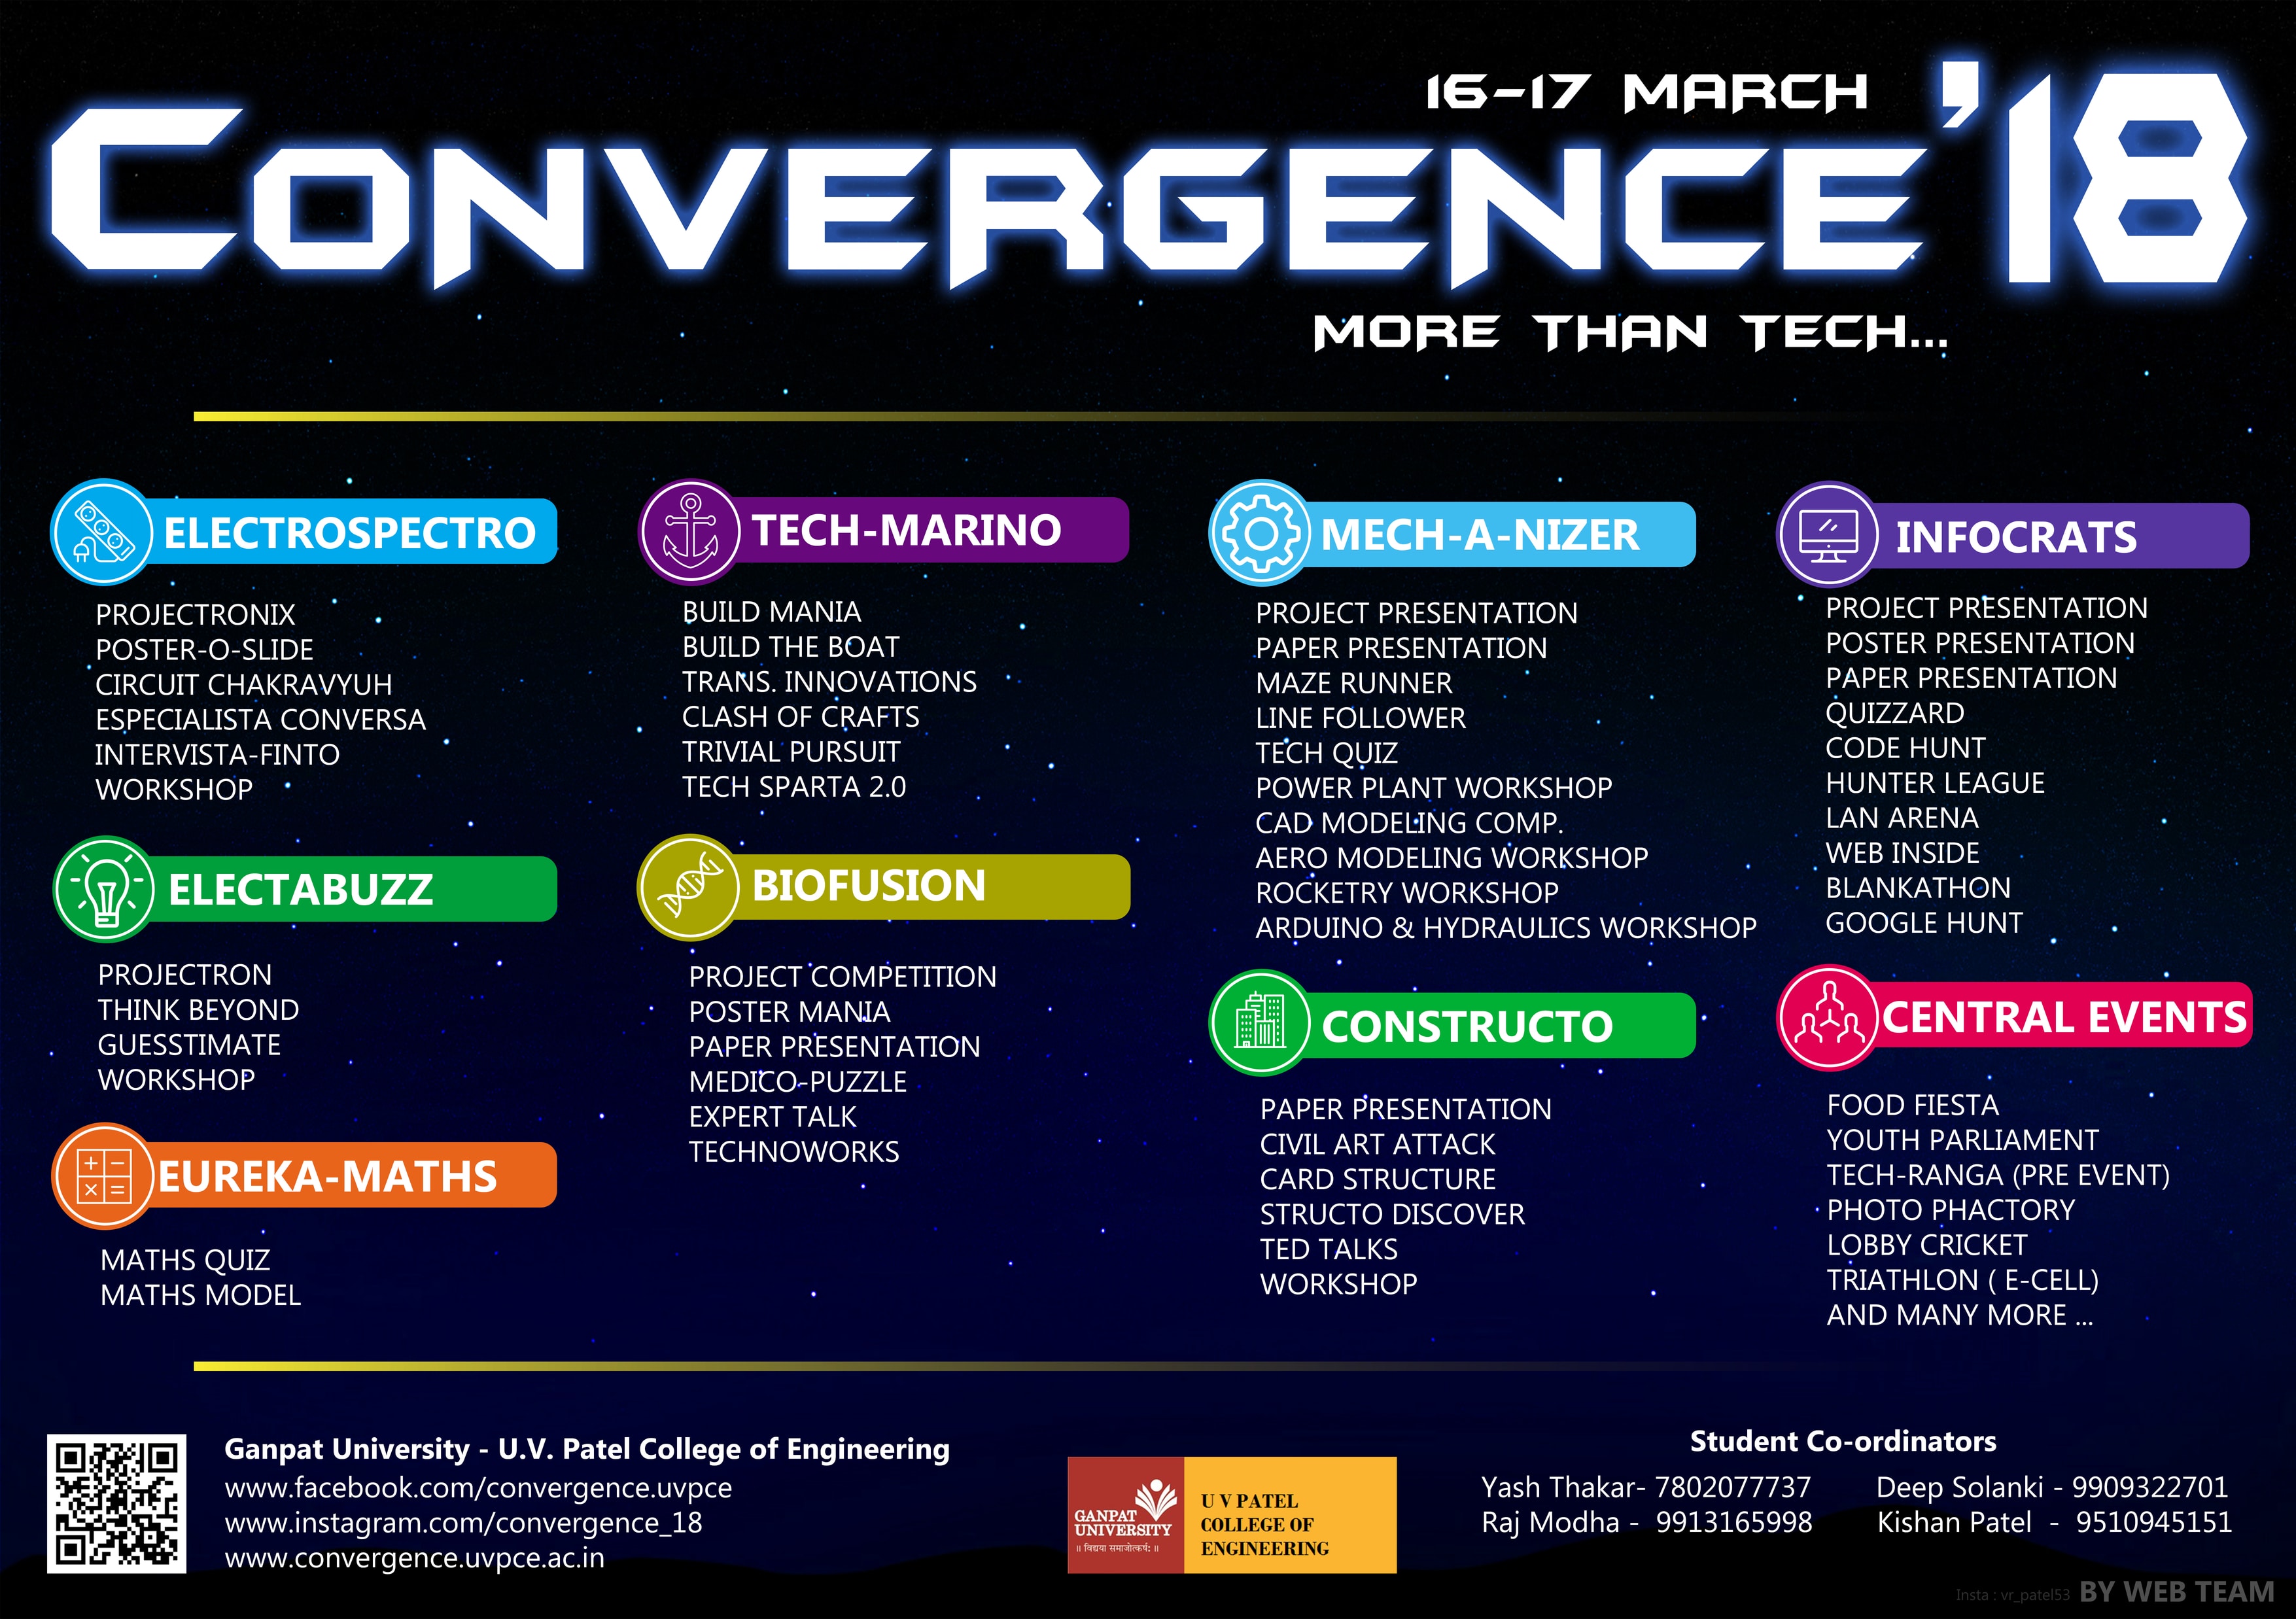 16-17 MARCH
CONVERGENCE'18
MORE THAN TECH...
ELECTROSPECTRO
PROJECTRONIX
POSTER-O-SLIDE
CIRCUIT CHAKRAVYUH
ESPECIALISTA CONVERSA
INTERVISTA-FINTO
WORKSHOP
ELECTABUZZ
PROJECTRON
THINK BEYOND
GUESSTIMATE
WORKSHOP
EUREKA-MATHS
MATHS QUIZ
MATHS MODEL
TECH-MARINO
BUILD MANIA
BUILD THE BOAT
TRANS. INNOVATIONS
CLASH OF CRAFTS
TRIVIAL PURSUIT
TECH SPARTA 2.0
BIOFUSION
PROJECT COMPETITION
POSTER MANIA
PAPER PRESENTATION
MEDICO-PUZZLE
EXPERT TALK
TECHNOWORKS
MECH-A-NIZER
PROJECT PRESENTATION
PAPER PRESENTATION
MAZE RUNNER
LINE FOLLOWER
TECH QUIZ
POWER PLANT WORKSHOP
CAD MODELING COMP.
AERO MODELING WORKSHOP
ROCKETRY WORKSHOP
ARDUINO & HYDRAULICS WORKSHOP
CONSTRUCTO
PAPER PRESENTATION
CIVIL ART ATTACK
CARD STRUCTURE
STRUCTO DISCOVER
TED TALKS
WORKSHOP
INFOCRATS
PROJECT PRESENTATION
POSTER PRESENTATION
PAPER PRESENTATION
QUIZZARD
CODE HUNT
HUNTER LEAGUE
LAN ARENA
WEB INSIDE
BLANKATHON
GOOGLE HUNT
CENTRAL EVENTS
FOOD FIESTA
YOUTH PARLIAMENT
TECH-RANGA (PRE EVENT)
PHOTO PHACTORY
LOBBY CRICKET
TRIATHLON ( E-CELL)
AND MANY MORE ...
Ganpat University - U.V. Patel College of Engineering
www.facebook.com/convergence.uvpce
www.instagram.com/convergence_18
www.convergence.uvpce.ac.in
GANPAT
UNIVERSITY
॥ विद्यया समाजोत्कर्षः ॥
U V PATEL
COLLEGE OF
ENGINEERING
Student Co-ordinators
Yash Thakar- 7802077737 Deep Solanki - 9909322701
Raj Modha - 9913165998 Kishan Patel - 9510945151
Insta : vr_patel53 BY WEB TEAM